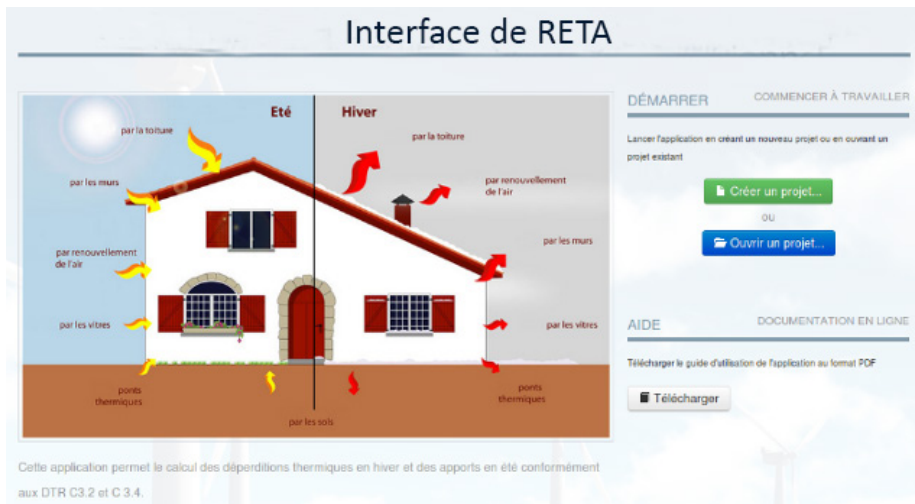 Interface de RETA
Eté
Hiver
par la toiture
par les murs
par renouvellement
de l'air
par les vitres
ponts
thermiques
par les sols
par la toiture
par renouvellement
de l'air
par les murs
par les vitres
ponts
thermiques
Cette application permet le calcul des déperditions thermiques en hiver et des apports en été conformément
aux DTR C3.2 et C 3.4.
DÉMARRER
COMMENCER À TRAVAILLER
Lancer l'application en créant un nouveau projet ou en ouvrant un
projet existant
Créer un projet...
ou
Ouvrir un projet...
AIDE
DOCUMENTATION EN LIGNE
Télécharger le guide d'utilisation de l'application au format PDF
Télécharger